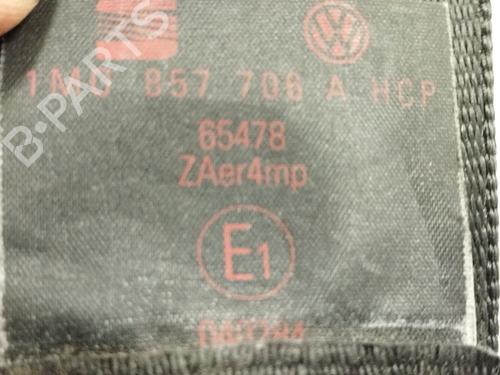 1M0 857 706 A HCP
65478
ZAer4mp
E1
B-PARTS